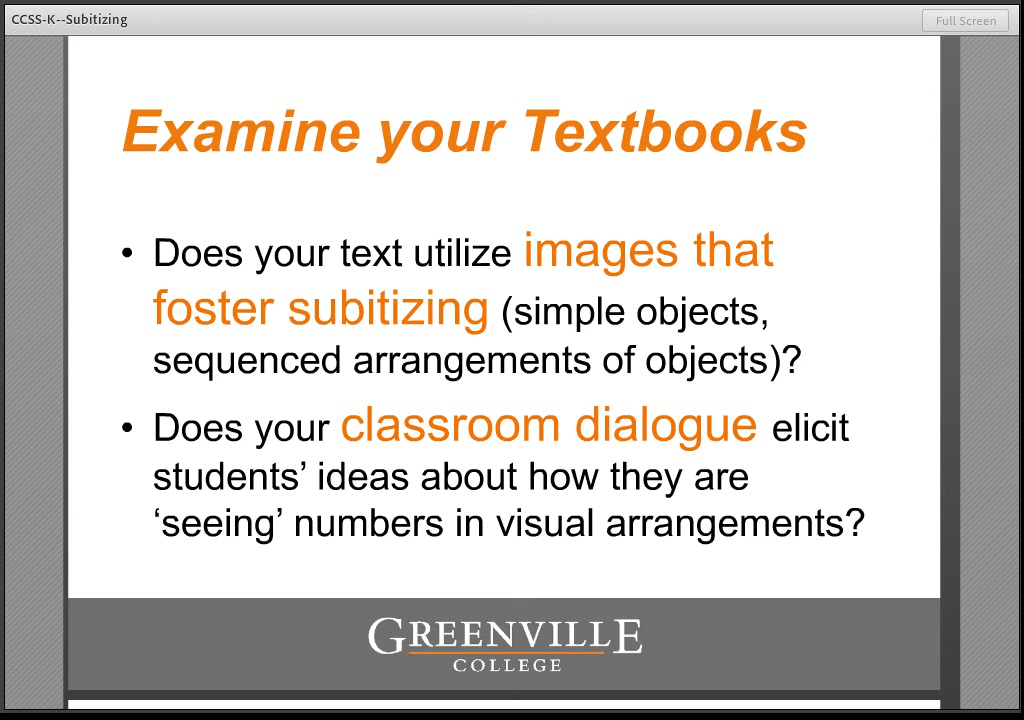 CCSS-K--Subitizing
Full Screen
Examine your Textbooks
• Does your text utilize images that
foster subitizing (simple objects,
sequenced arrangements of objects)?
• Does your classroom dialogue elicit
students’ ideas about how they are
‘seeing’ numbers in visual arrangements?
GREENVILLE
COLLEGE